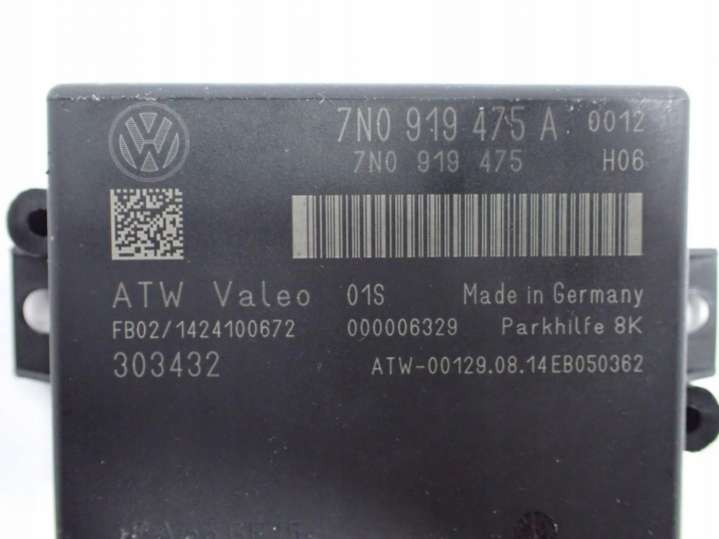 7N0 919 475 A 0012
7N0 919 475 H06
ATW Valeo 01S Made in Germany
FB02/1424100672 000006329 Parkhilfe 8K
303432 ATW-00129.08.14EB050362